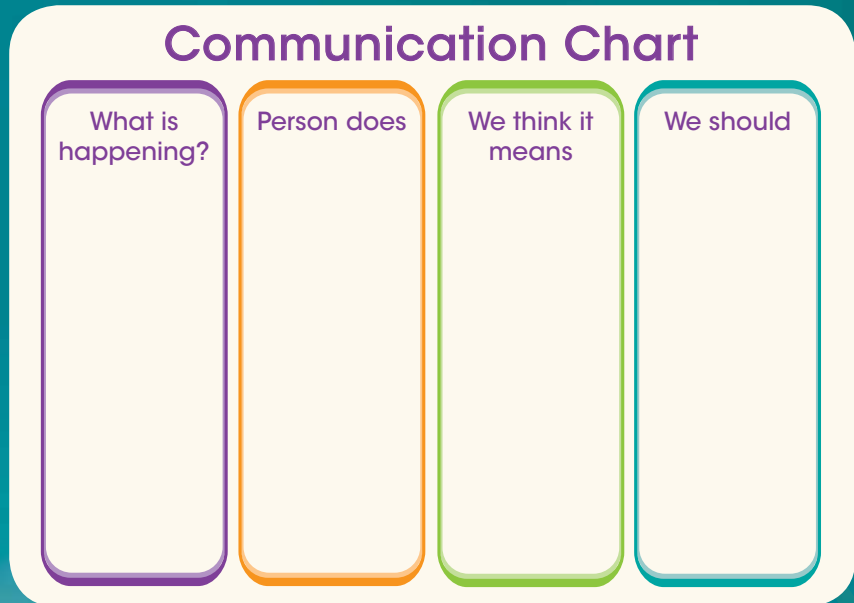 Communication Chart
What is
happening?
Person does
We think it
means
We should